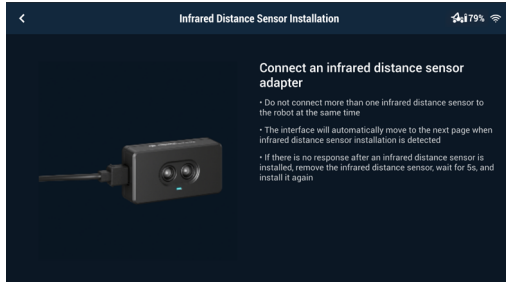 Infrared Distance Sensor Installation
79%
Connect an infrared distance sensor
adapter
• Do not connect more than one infrared distance sensor to
the robot at the same time
• The interface will automatically move to the next page when
infrared distance sensor installation is detected
• If there is no response after an infrared distance sensor is
installed, remove the infrared distance sensor, wait for 5s, and
install it again